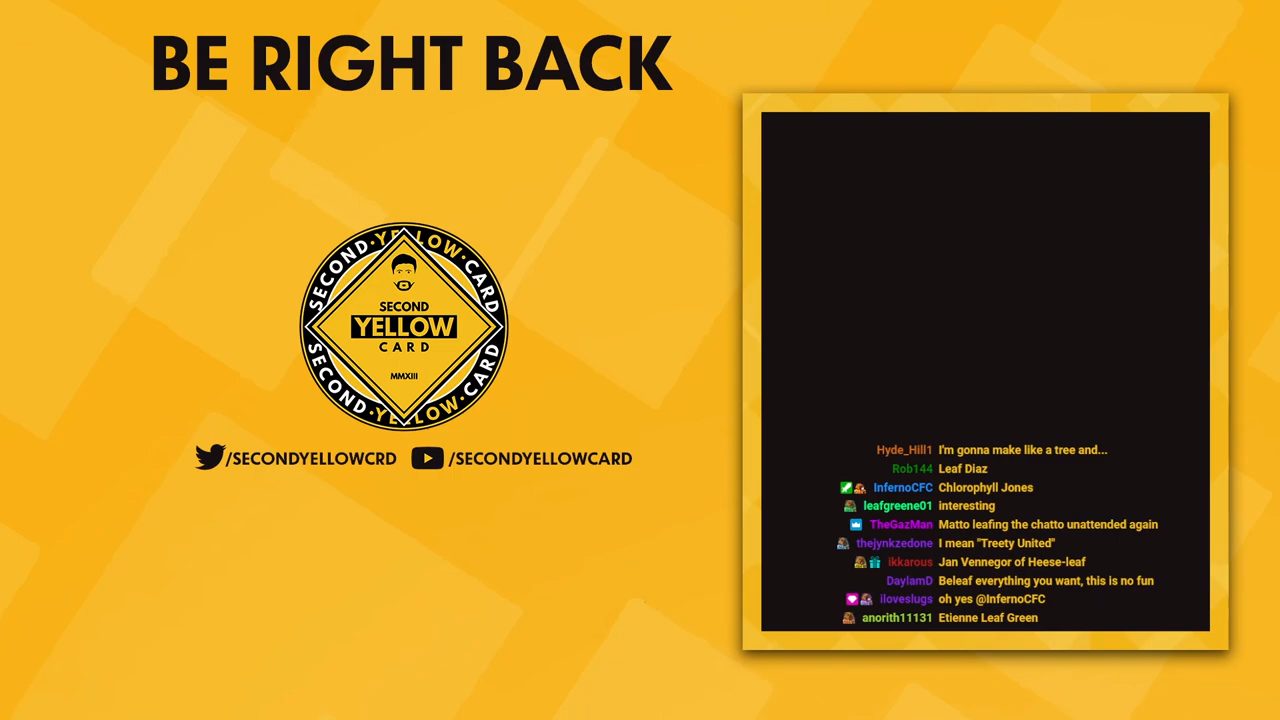 BE RIGHT BACK
SECOND·YELLOW·CARD
SECOND
YELLOW
CARD
MMXIII
SECOND·YELLOW·CARD
/SECONDYELLOWCRD /SECONDYELLOWCARD
Hyde_Hill1 I'm gonna make like a tree and...
Rob144 Leaf Diaz
InfernoCFC Chlorophyll Jones
leafgreene01 interesting
TheGazMan Matto leafing the chatto unattended again
thejynkzedone I mean "Treety United"
ikkarous Jan Vennegor of Heese-leaf
DaylamD Beleaf everything you want, this is no fun
iloveslugs oh yes @InfernoCFC
anorith11131 Etienne Leaf Green